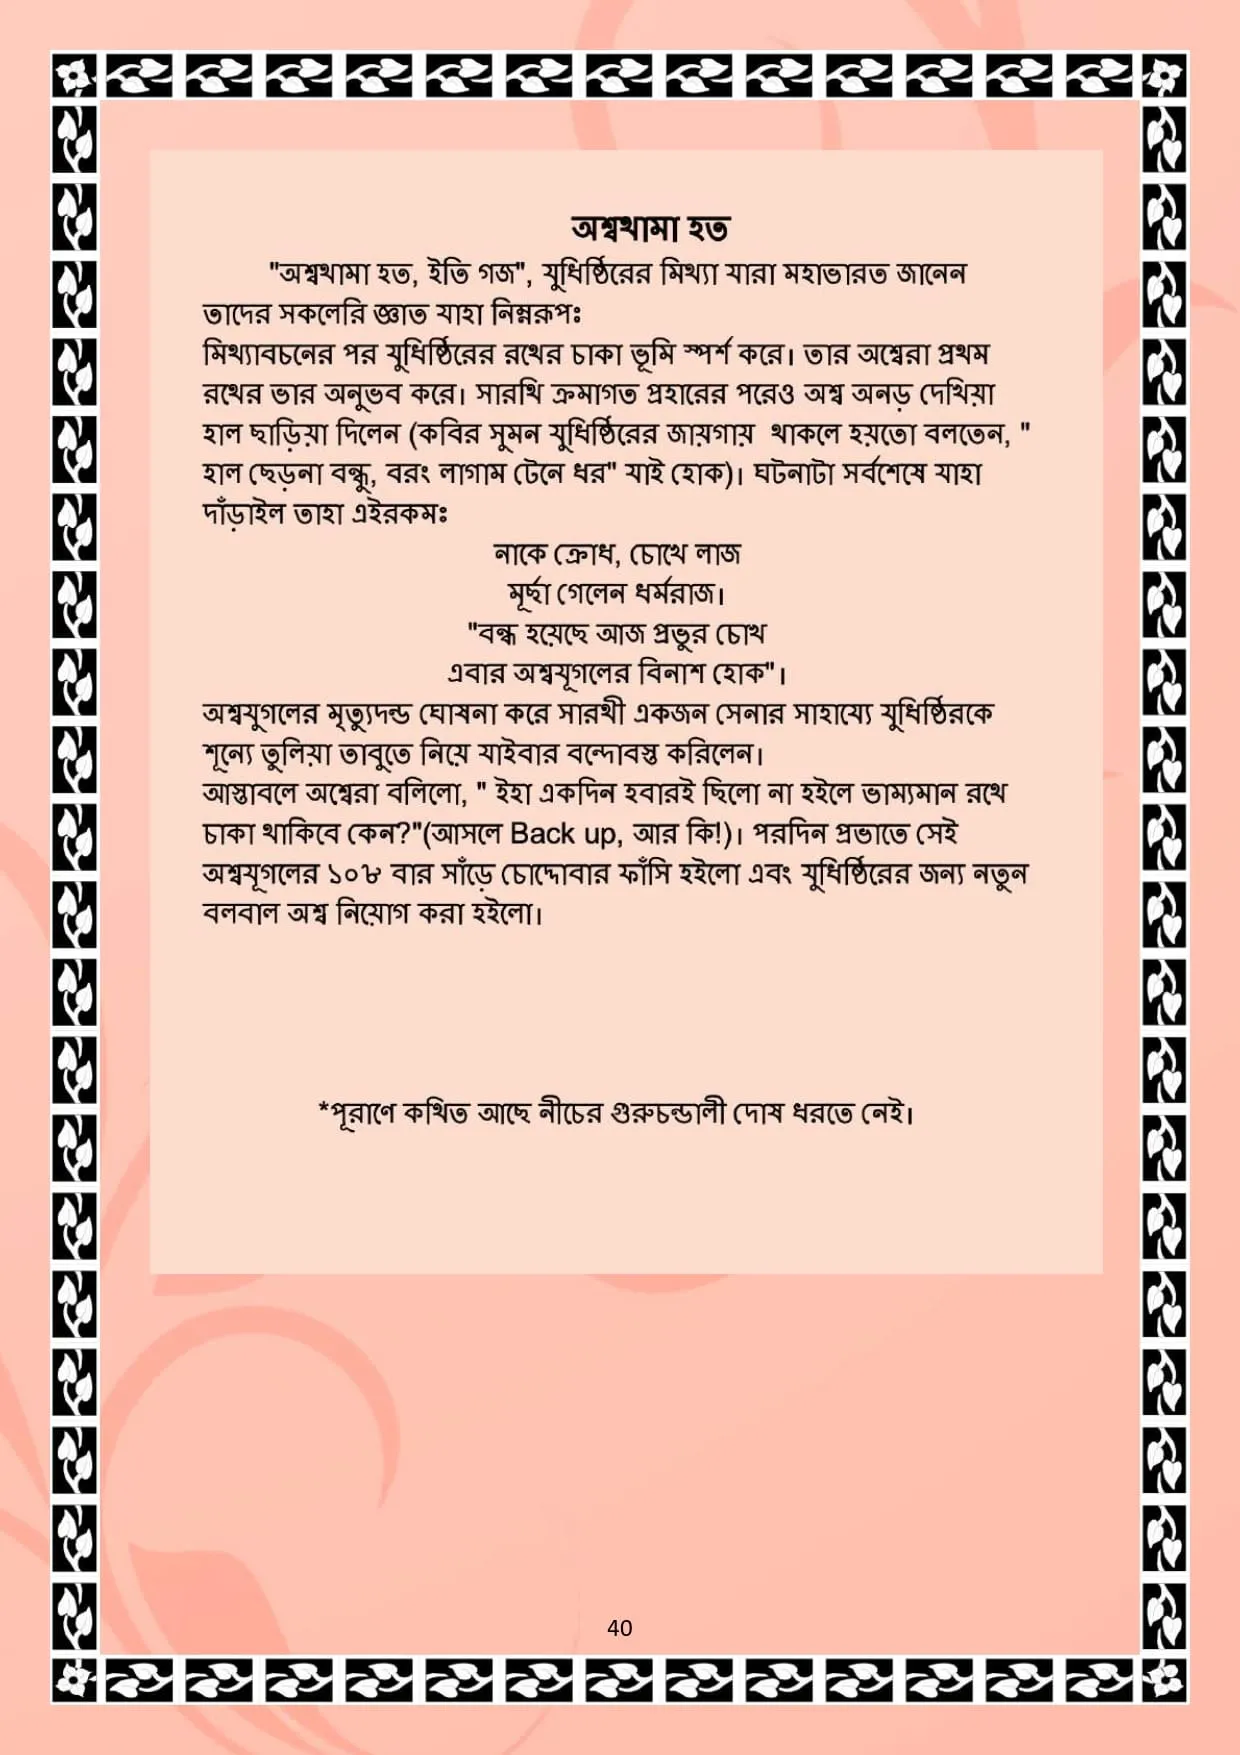 অশ্বথামা হত
"অশ্বথামা হত, ইতি গজ", যুধিষ্ঠিরের মিথ্যা যারা মহাভারত জানেন
তাদের সকলেরি জ্ঞাত যাহা নিম্নরূপঃ
মিথ্যাবচনের পর যুধিষ্ঠিরের রথের চাকা ভূমি স্পর্শ করে। তার অশ্বেরা প্রথম
রথের ভার অনুভব করে। সারথি ক্রমাগত প্রহারের পরেও অশ্ব অনড় দেখিয়া
হাল ছাড়িয়া দিলেন (কবির সুমন যুধিষ্ঠিরের জায়গায় থাকলে হয়তো বলতেন, "
হাল ছেড়না বন্ধু, বরং লাগাম টেনে ধর" যাই হোক)। ঘটনাটা সর্বশেষে যাহা
দাঁড়াইল তাহা এইরকমঃ
নাকে ক্রোধ, চোখে লাজ
মূর্ছা গেলেন ধর্মরাজ।
"বন্ধ হয়েছে আজ প্রভুর চোখ
এবার অশ্বযূগলের বিনাশ হোক"।
অশ্বযুগলের মৃত্যুদন্ড ঘোষনা করে সারথী একজন সেনার সাহায্যে যুধিষ্ঠিরকে
শূন্যে তুলিয়া তাবুতে নিয়ে যাইবার বন্দোবস্ত করিলেন।
আস্তাবলে অশ্বেরা বলিলো, " ইহা একদিন হবারই ছিলো না হইলে ভাম্যমান রথে
চাকা থাকিবে কেন?"(আসলে Back up, আর কি!)। পরদিন প্রভাতে সেই
অশ্বযূগলের ১০৮ বার সাঁড়ে চোদ্দোবার ফাঁসি হইলো এবং যুধিষ্ঠিরের জন্য নতুন
বলবাল অশ্ব নিয়োগ করা হইলো।
*পূরাণে কথিত আছে নীচের গুরুচন্ডালী দোষ ধরতে নেই।
40